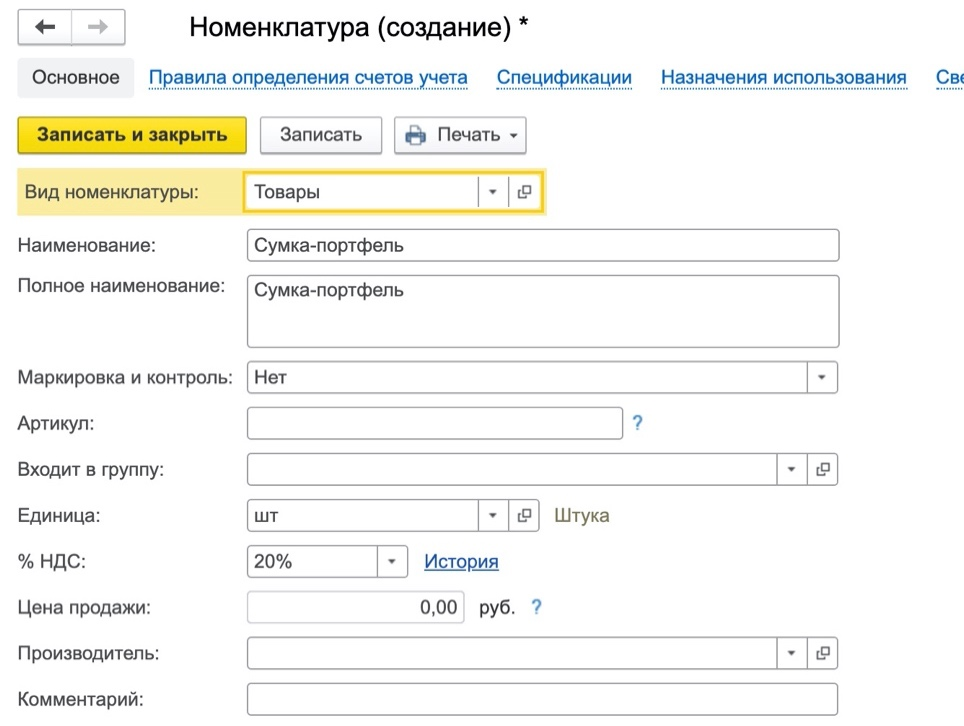 Номенклатура (создание) *
Основное Правила определения счетов учета Спецификации Назначения использования Све
Записать и закрыть Записать Печать
Вид номенклатуры: Товары
Наименование: Сумка-портфель
Полное наименование: Сумка-портфель
Маркировка и контроль: Нет
Артикул: ?
Входит в группу:
Единица: шт Штука
% НДС: 20% История
Цена продажи: 0,00 руб. ?
Производитель:
Комментарий: